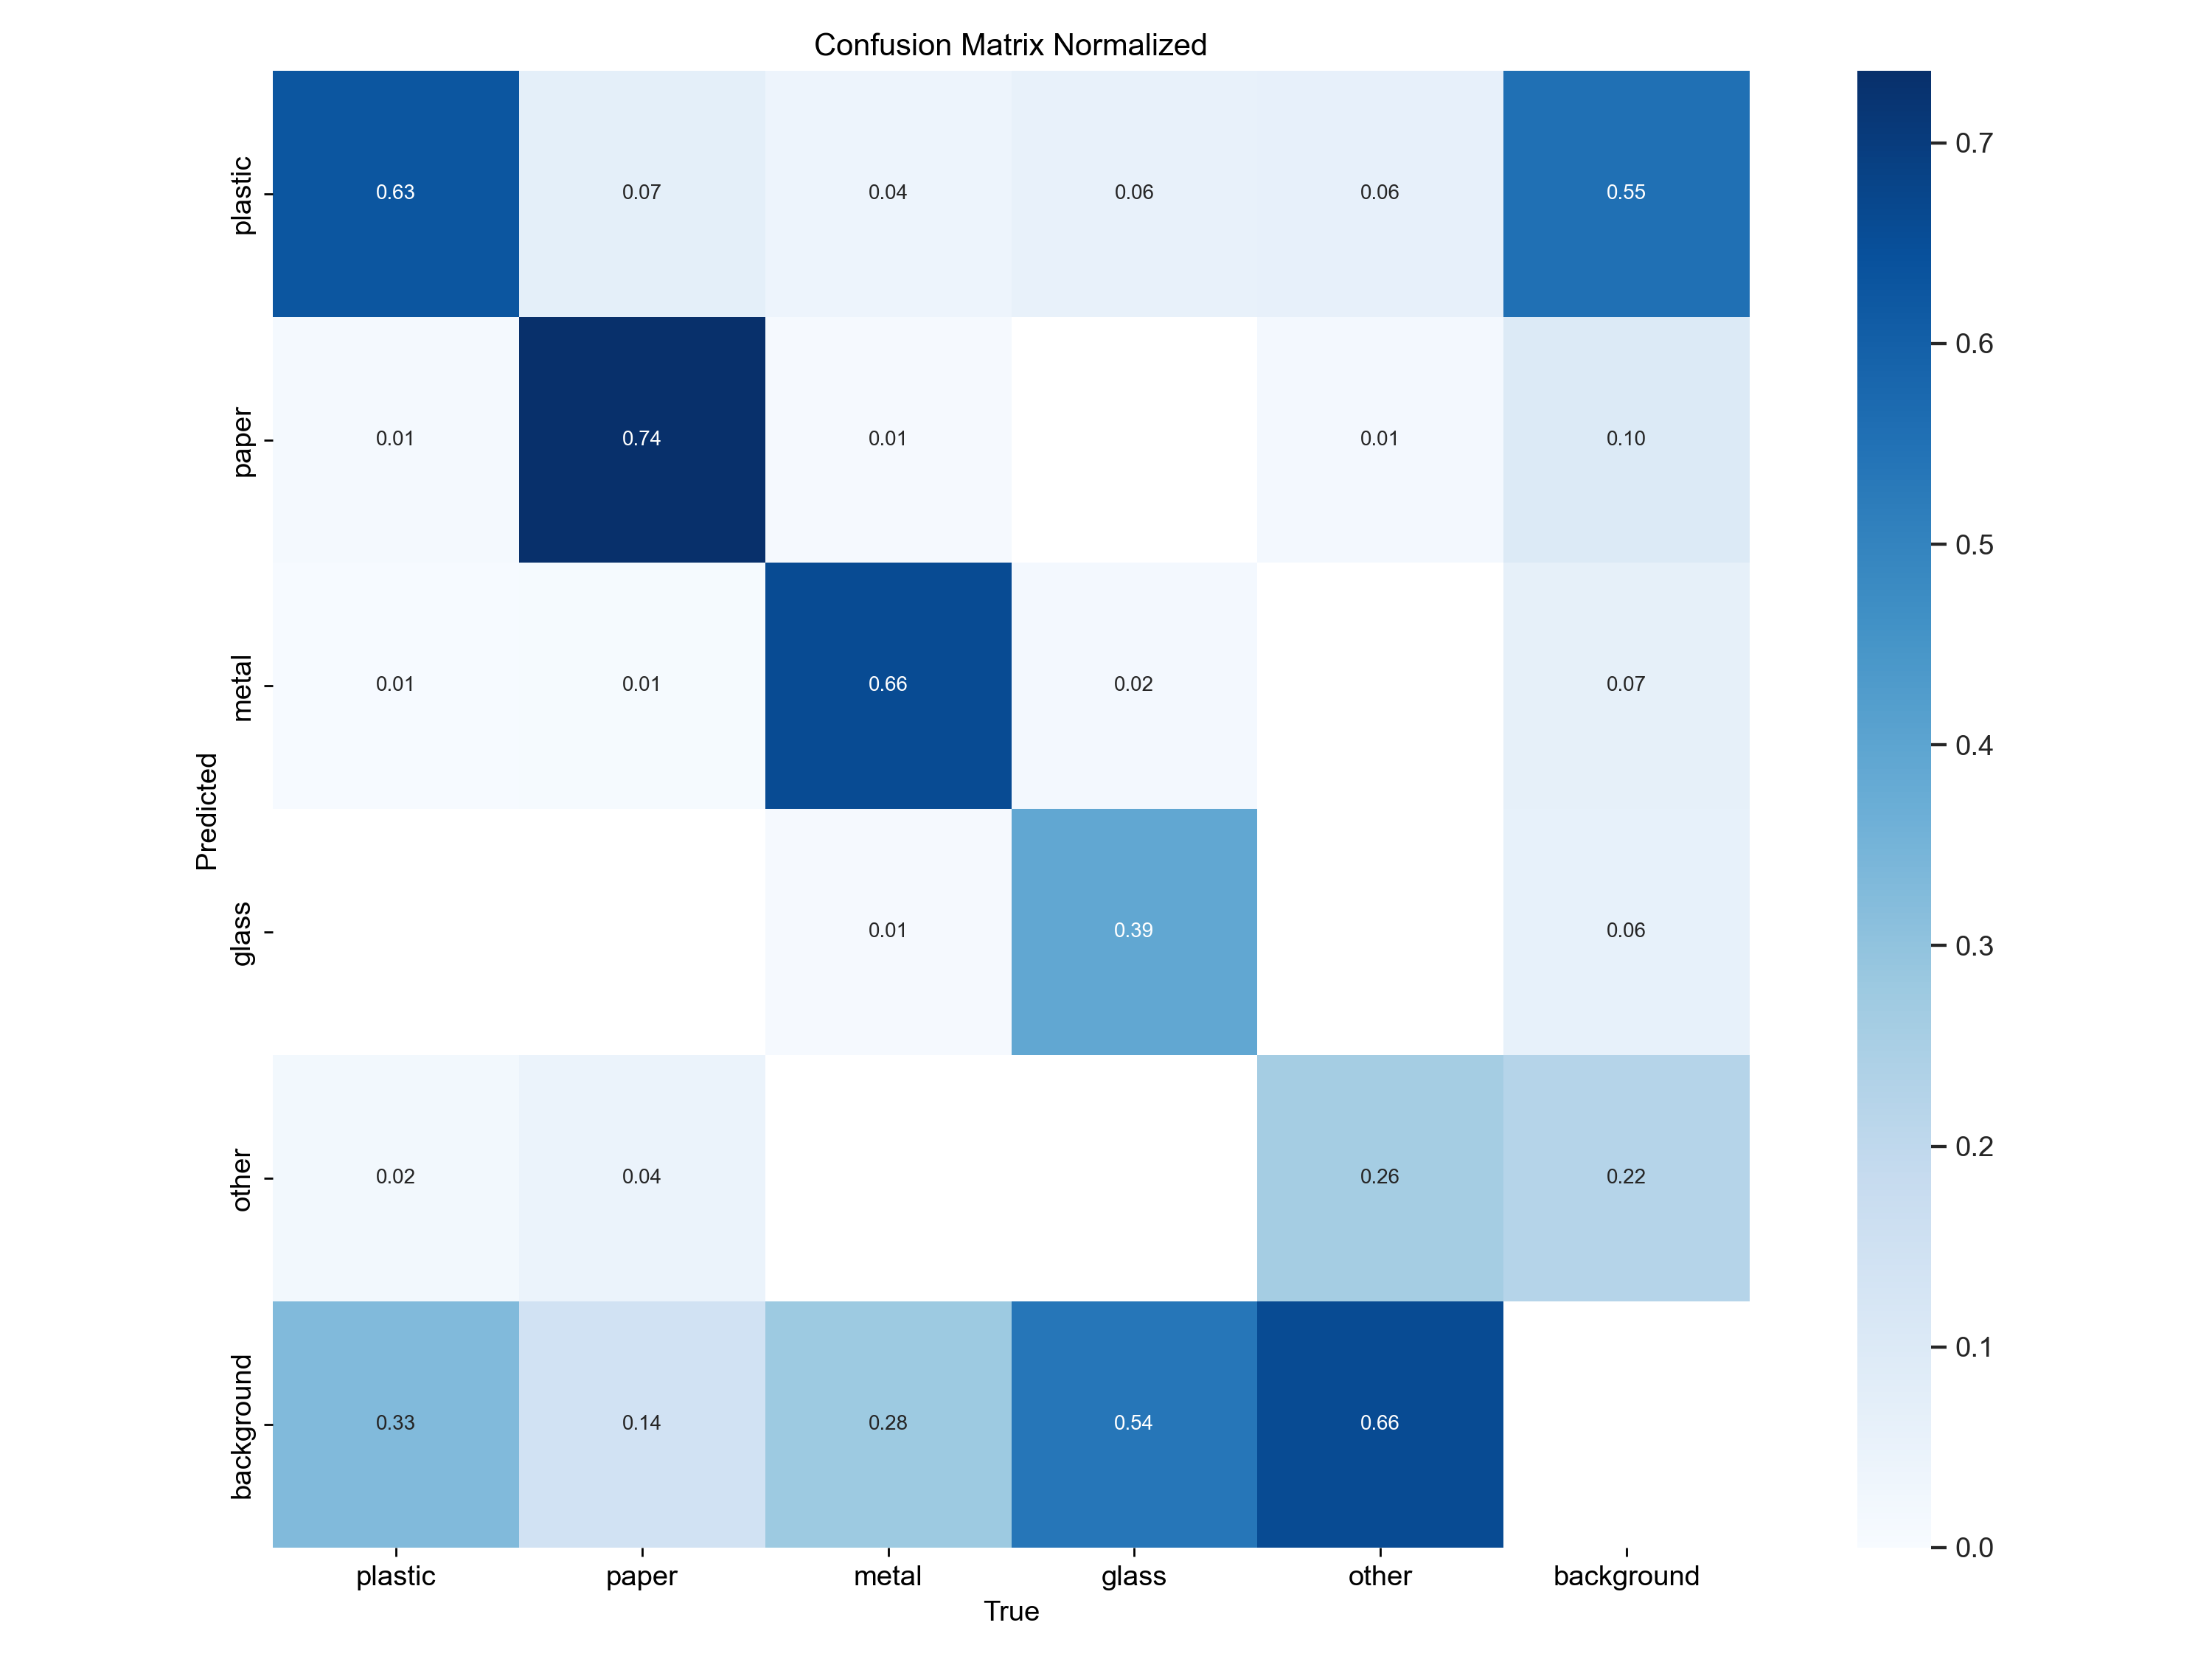 Confusion Matrix Normalized
plastic
0.63
0.07
0.04
0.06
0.06
0.55
paper
0.01
0.74
0.01
0.01
0.10
metal
0.01
0.01
0.66
0.02
0.07
glass
0.01
0.39
0.06
other
0.02
0.04
0.26
0.22
background
0.33
0.14
0.28
0.54
0.66
Predicted
plastic
paper
metal
glass
other
background
True
0.7
0.6
0.5
0.4
0.3
0.2
0.1
0.0